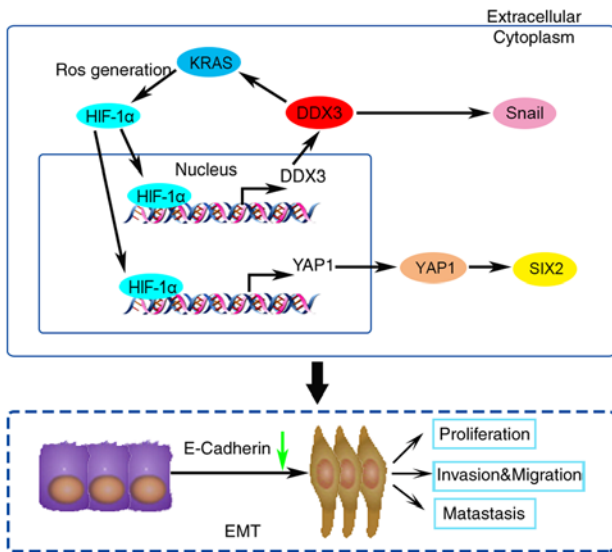 Extracellular
Cytoplasm
KRAS
Ros generation
HIF-1α
DDX3
Snail
Nucleus
DDX3
HIF-1α
YAP1
YAP1
SIX2
HIF-1α
E-Cadherin
EMT
Proliferation
Invasion&Migration
Matastasis